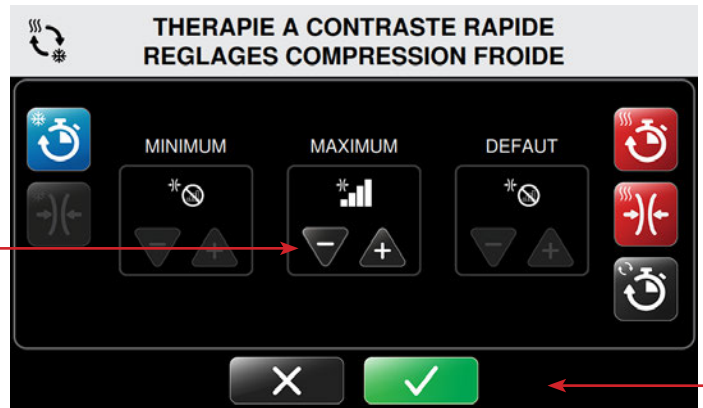 THERAPIE A CONTRASTE RAPIDE
REGLAGES COMPRESSION FROIDE
MINIMUM MAXIMUM DEFAUT